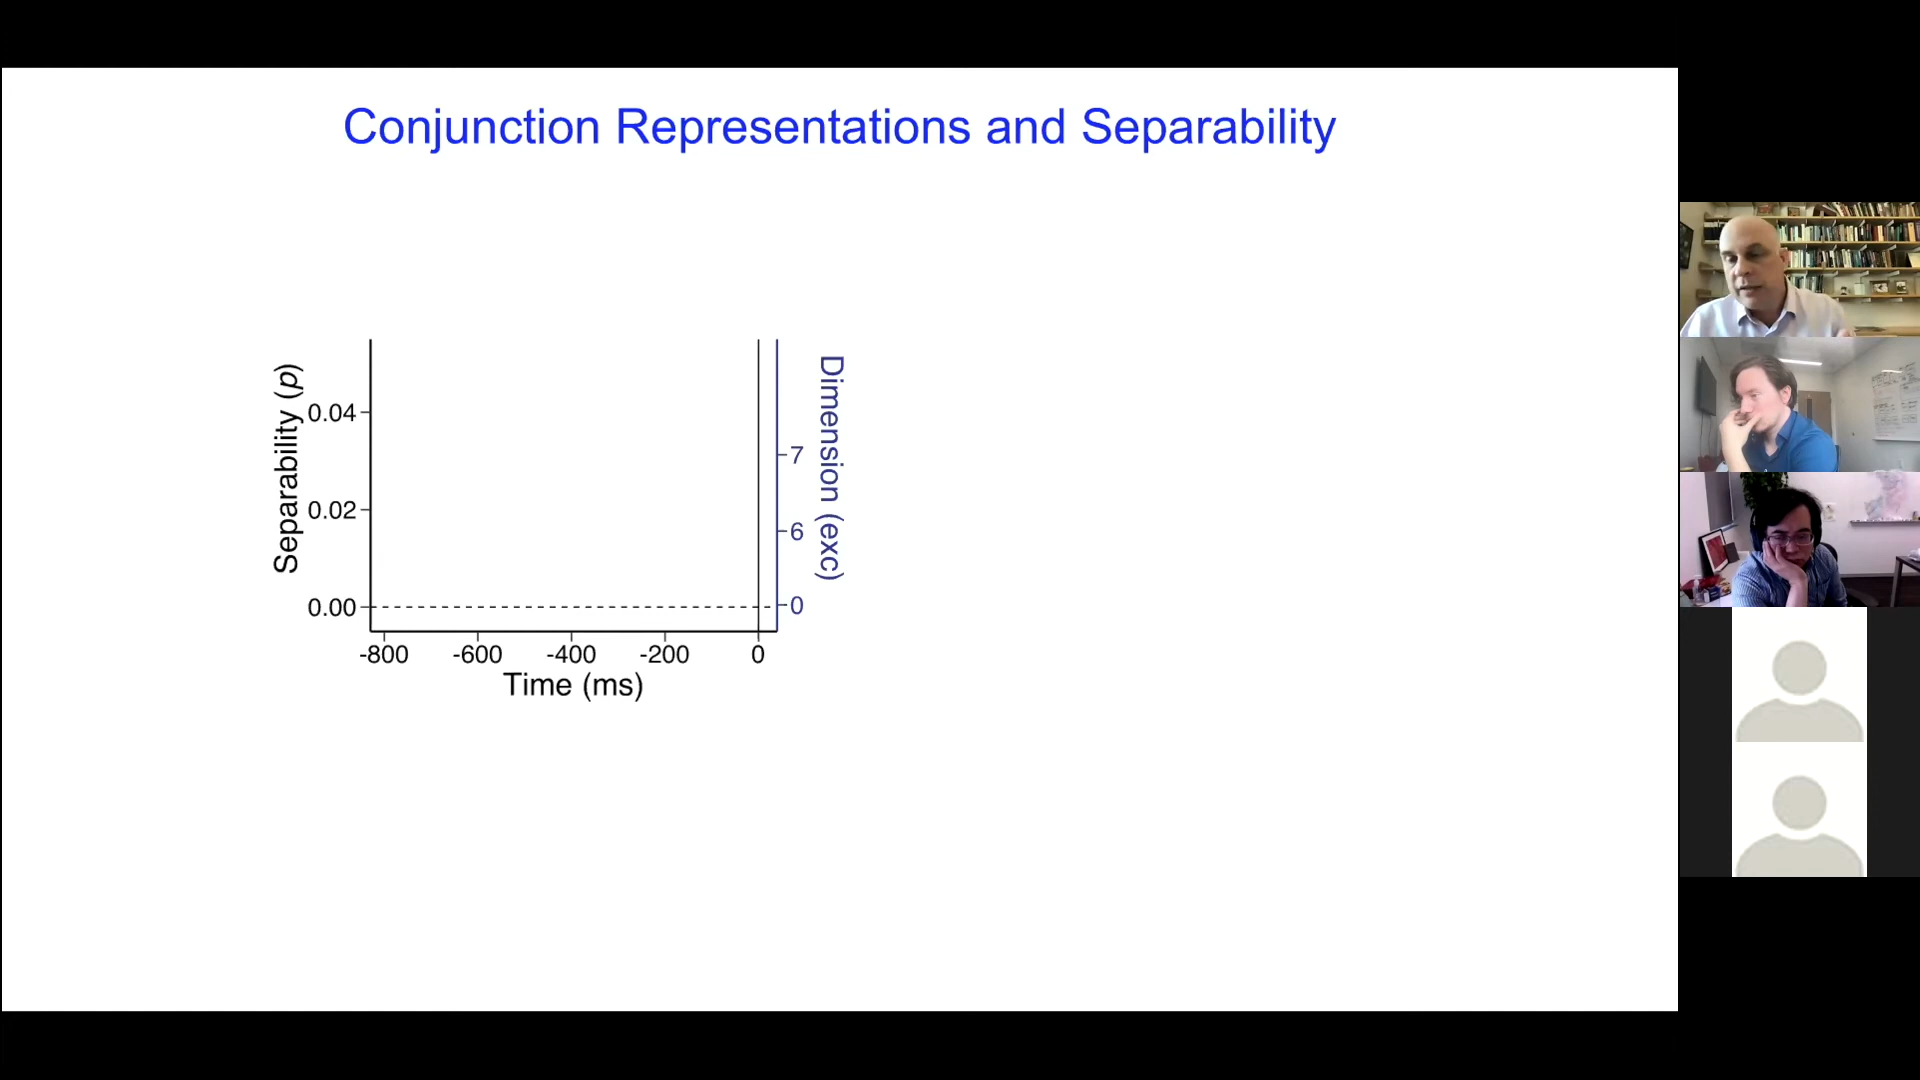 Conjunction Representations and Separability
Separability (p)
0.04
0.02
0.00
-800 -600 -400 -200 0
Time (ms)
7
6
0
Dimension (exc)